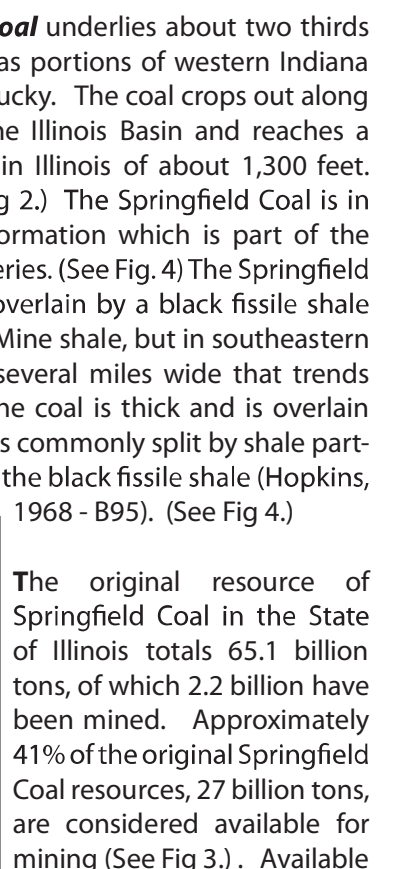 oal underlies about two thirds
as portions of western Indiana
ucky. The coal crops out along
ne Illinois Basin and reaches a
in Illinois of about 1,300 feet.
g 2.) The Springfield Coal is in
ormation which is part of the
eries. (See Fig. 4) The Springfield
overlain by a black fissile shale
Mine shale, but in southeastern
several miles wide that trends
he coal is thick and is overlain
s commonly split by shale part-
the black fissile shale (Hopkins,
1968 - B95). (See Fig 4.)
The original resource of
Springfield Coal in the State
of Illinois totals 65.1 billion
tons, of which 2.2 billion have
been mined. Approximately
41% of the original Springfield
Coal resources, 27 billion tons,
are considered available for
mining (See Fig 3.) . Available